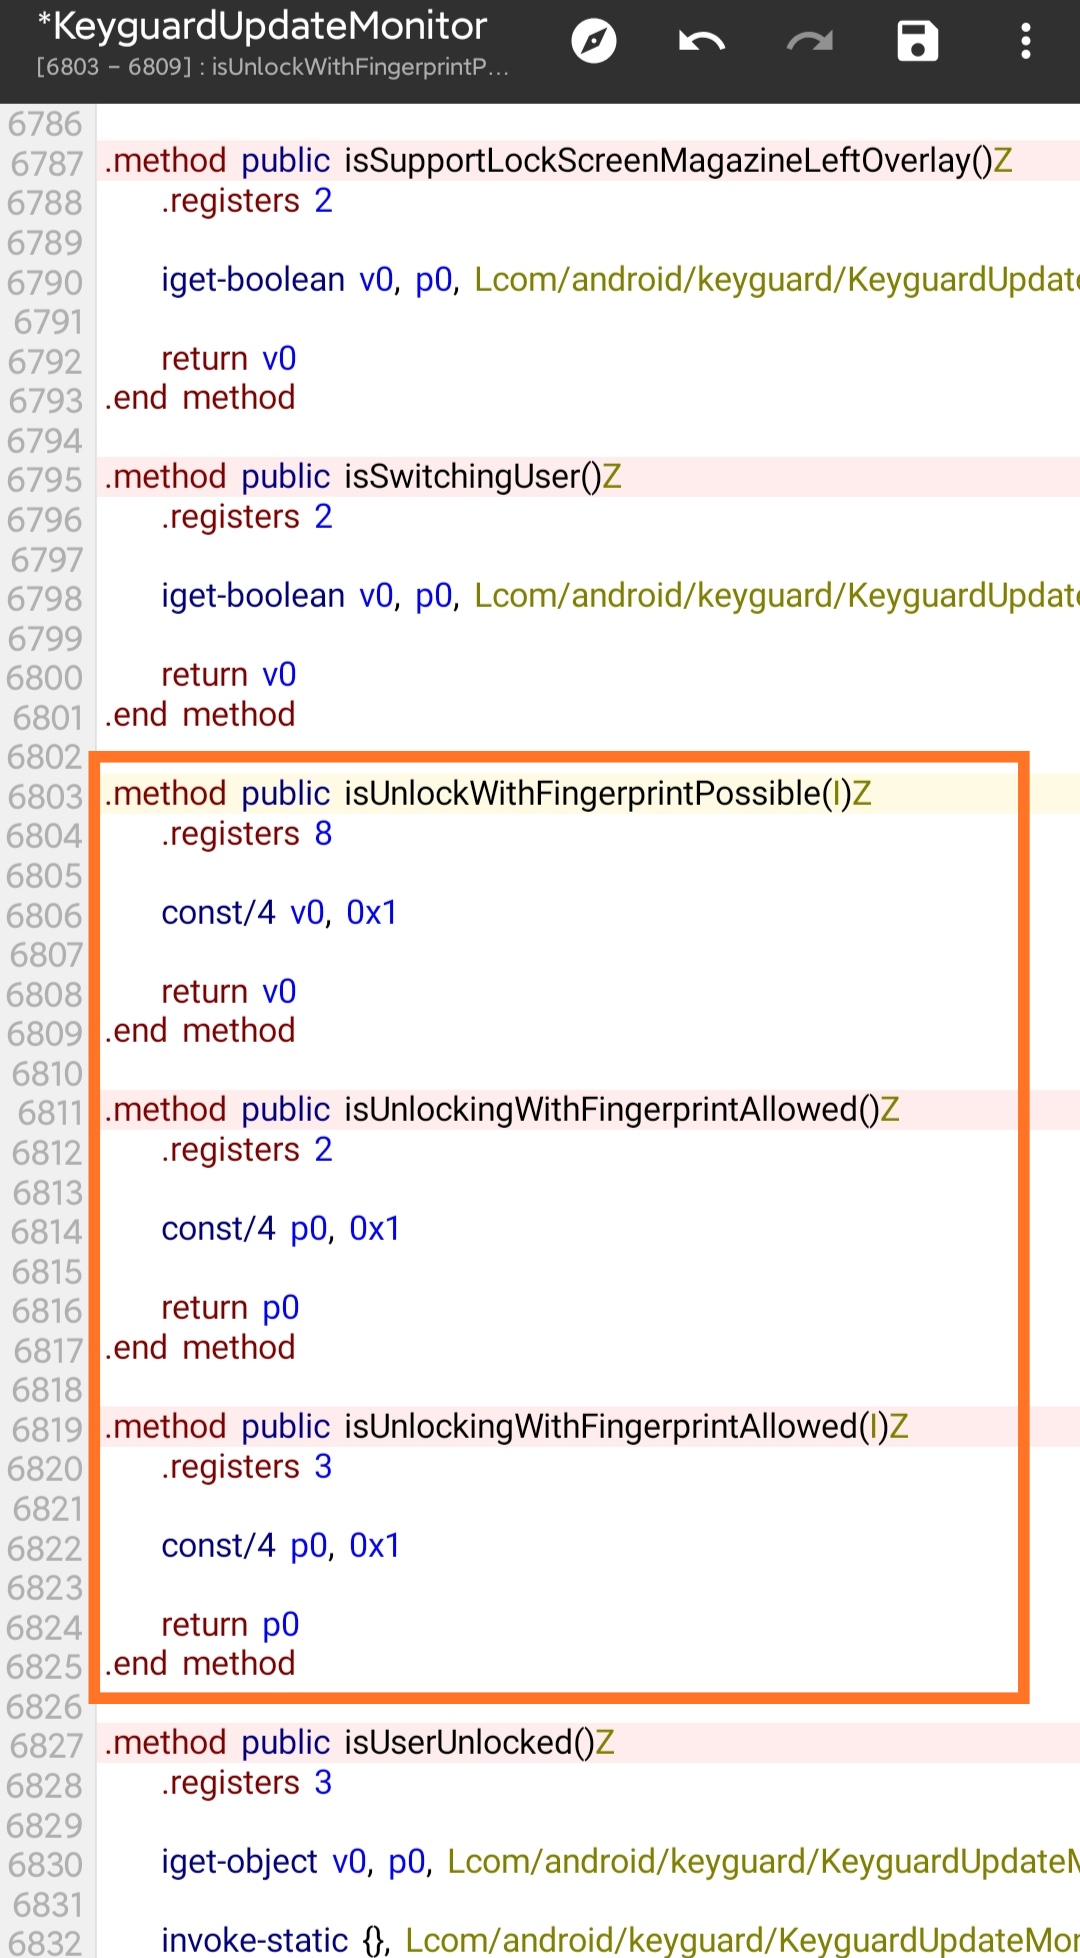 *KeyguardUpdateMonitor
[6803 – 6809] : isUnlockWithFingerprintP...
6786
6787 .method public isSupportLockScreenMagazineLeftOverlay()Z
6788 .registers 2
6789
6790 iget-boolean v0, p0, Lcom/android/keyguard/KeyguardUpdate
6791
6792 return v0
6793 .end method
6794
6795 .method public isSwitchingUser()Z
6796 .registers 2
6797
6798 iget-boolean v0, p0, Lcom/android/keyguard/KeyguardUpdate
6799
6800 return v0
6801 .end method
6802
6803 .method public isUnlockWithFingerprintPossible(I)Z
6804 .registers 8
6805
6806 const/4 v0, 0x1
6807
6808 return v0
6809 .end method
6810
6811 .method public isUnlockingWithFingerprintAllowed()Z
6812 .registers 2
6813
6814 const/4 p0, 0x1
6815
6816 return p0
6817 .end method
6818
6819 .method public isUnlockingWithFingerprintAllowed(I)Z
6820 .registers 3
6821
6822 const/4 p0, 0x1
6823
6824 return p0
6825 .end method
6826
6827 .method public isUserUnlocked()Z
6828 .registers 3
6829
6830 iget-object v0, p0, Lcom/android/keyguard/KeyguardUpdateM
6831
6832 invoke-static {}, Lcom/android/keyguard/KeyguardUpdateMon